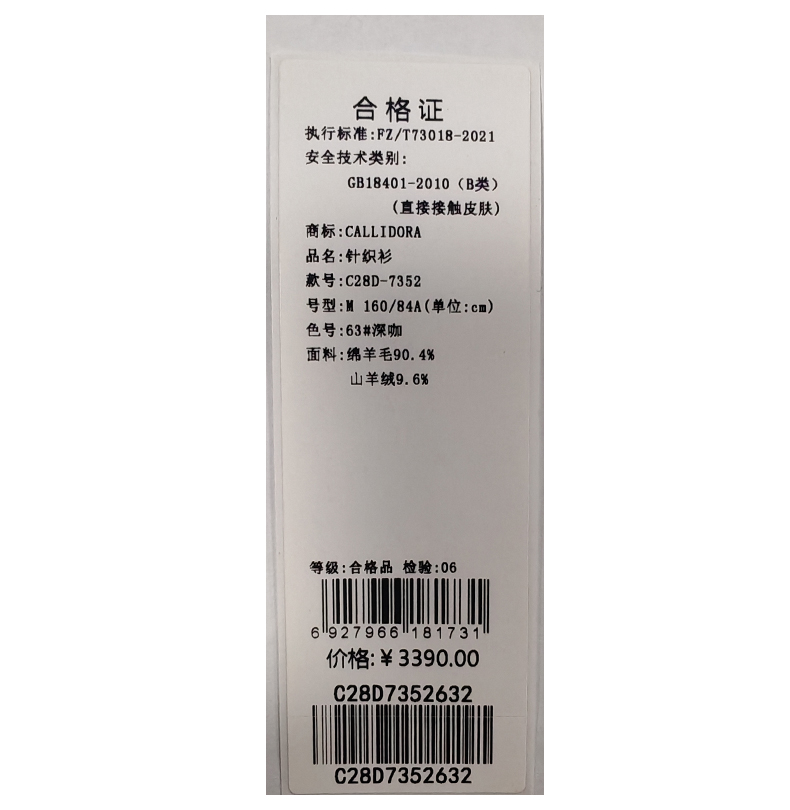 合格证
执行标准:FZ/T73018-2021
安全技术类别:
GB18401-2010（B类）
(直接接触皮肤)
商标:CALLIDORA
品名:针织衫
款号:C28D-7352
号型:M 160/84A(单位:cm)
色号:63#深咖
面料:绵羊毛90.4%
山羊绒9.6%
等级:合格品 检验:06
6 927966 181731
价格:￥3390.00
C28D7352632
C28D7352632